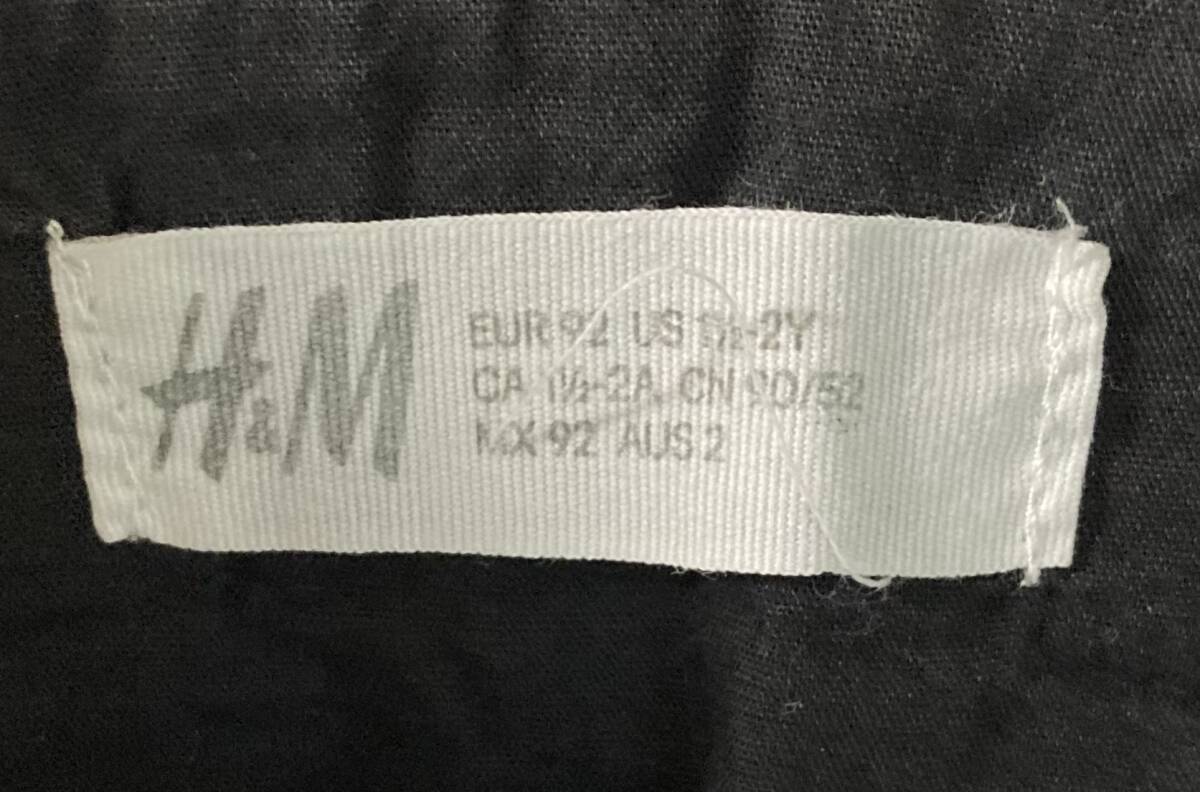 H&M
EUR 92 US 1½-2Y
CA 1½-2A CN 90/52
MX 92 AUS 2